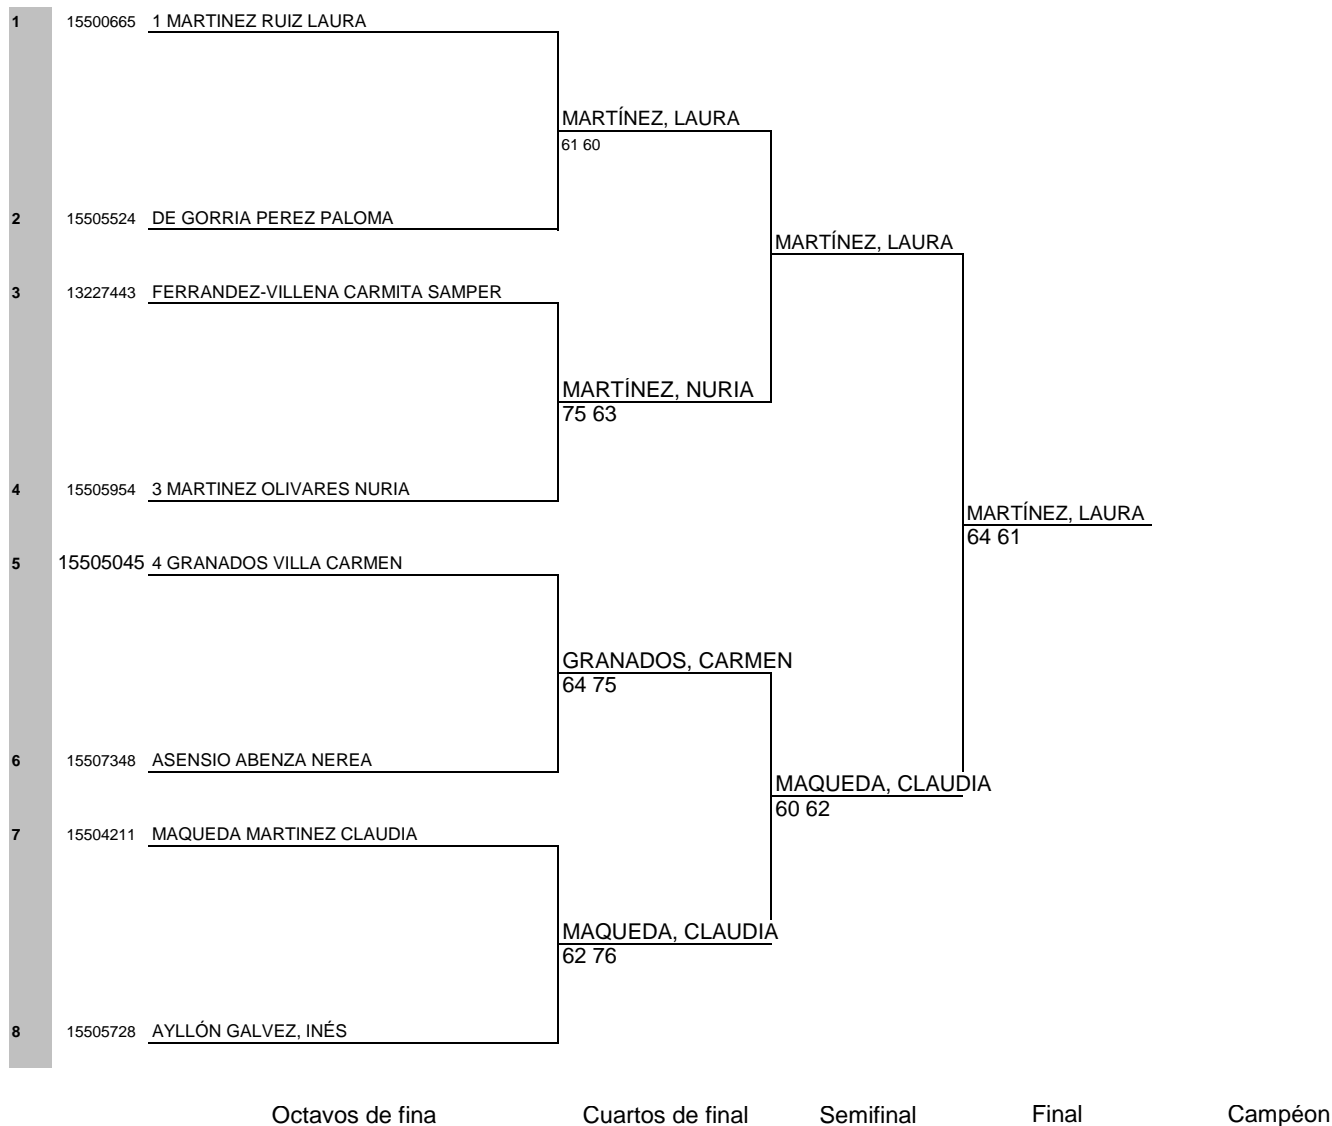 1 15500665 1 MARTINEZ RUIZ LAURA
MARTÍNEZ, LAURA
61 60
2 15505524 DE GORRIA PEREZ PALOMA
MARTÍNEZ, LAURA
3 13227443 FERRANDEZ-VILLENA CARMITA SAMPER
MARTÍNEZ, NURIA
75 63
4 15505954 3 MARTINEZ OLIVARES NURIA
MARTÍNEZ, LAURA
64 61
5 15505045 4 GRANADOS VILLA CARMEN
GRANADOS, CARMEN
64 75
6 15507348 ASENSIO ABENZA NEREA
MAQUEDA, CLAUDIA
60 62
7 15504211 MAQUEDA MARTINEZ CLAUDIA
MAQUEDA, CLAUDIA
62 76
8 15505728 AYLLÓN GALVEZ, INÉS
Octavos de fina Cuartos de final Semifinal Final Campéon